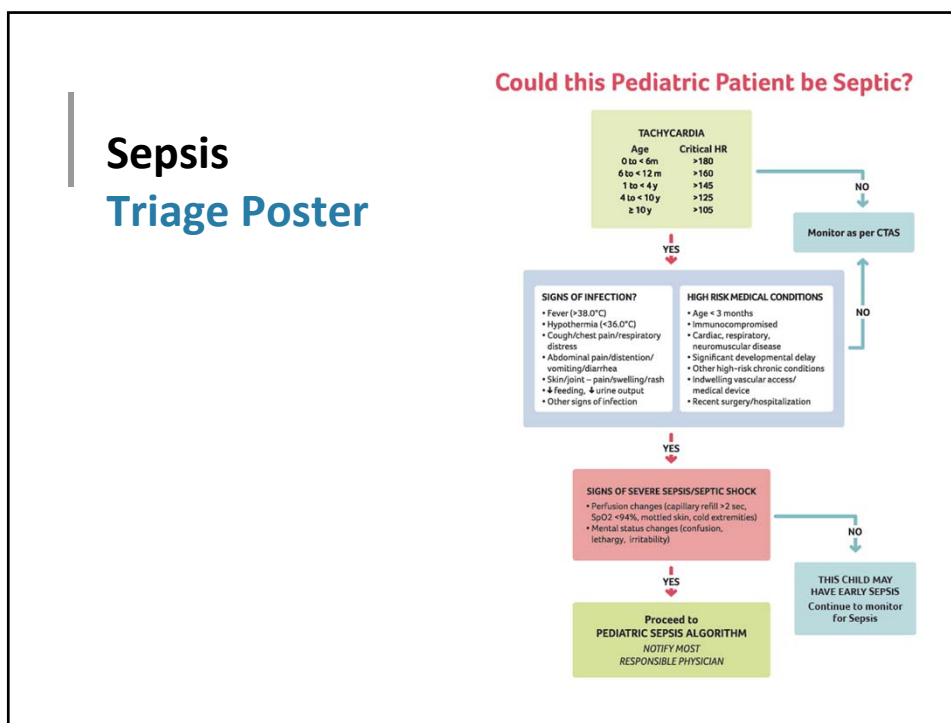 Sepsis
Triage Poster
Could this Pediatric Patient be Septic?
TACHYCARDIA
Age Critical HR
0 to < 6m >180
6 to < 12 m >160
1 to < 4 y >145
4 to < 10 y >125
≥ 10 y >105
NO
Monitor as per CTAS
YES
SIGNS OF INFECTION?
• Fever (>38.0°C)
• Hypothermia (<36.0°C)
• Cough/chest pain/respiratory
distress
• Abdominal pain/distention/
vomiting/diarrhea
• Skin/joint – pain/swelling/rash
• ↓ feeding, ↓ urine output
• Other signs of infection
HIGH RISK MEDICAL CONDITIONS
• Age < 3 months
• Immunocompromised
• Cardiac, respiratory,
neuromuscular disease
• Significant developmental delay
• Other high-risk chronic conditions
• Indwelling vascular access/
medical device
• Recent surgery/hospitalization
NO
YES
SIGNS OF SEVERE SEPSIS/SEPTIC SHOCK
• Perfusion changes (capillary refill >2 sec,
SpO2 <94%, mottled skin, cold extremities)
• Mental status changes (confusion,
lethargy, irritability)
NO
THIS CHILD MAY
HAVE EARLY SEPSIS
Continue to monitor
for Sepsis
YES
Proceed to
PEDIATRIC SEPSIS ALGORITHM
NOTIFY MOST
RESPONSIBLE PHYSICIAN